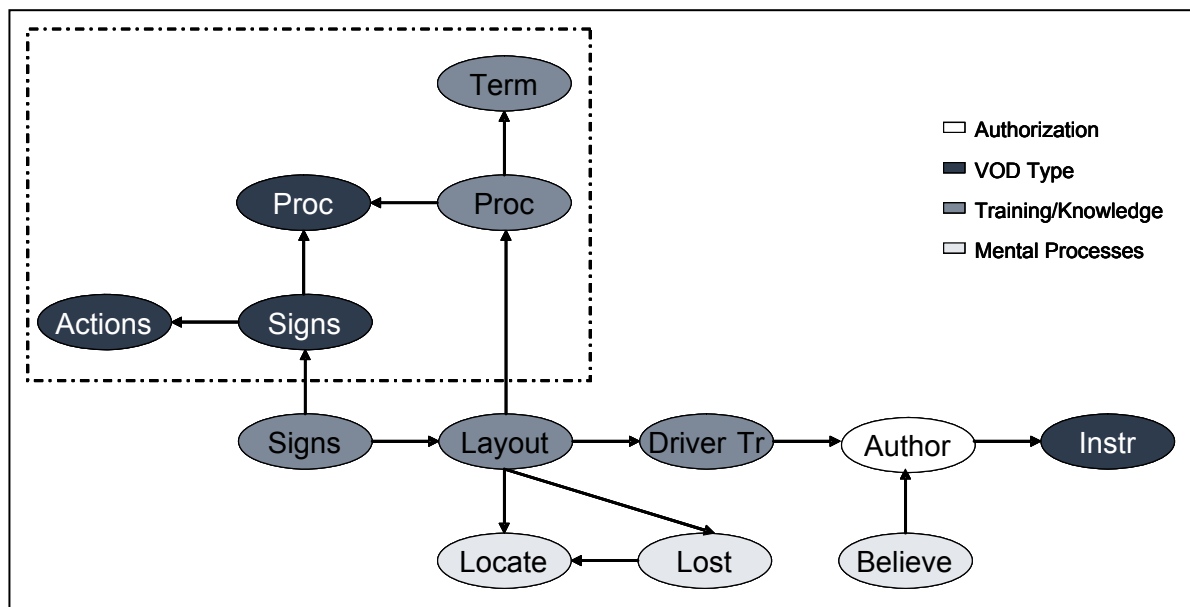 Term
Authorization
VOD Type
Proc
Proc
Training/Knowledge
Mental Processes
Actions
Signs
Signs
Layout
Driver Tr
Author
Instr
Locate
Lost
Believe